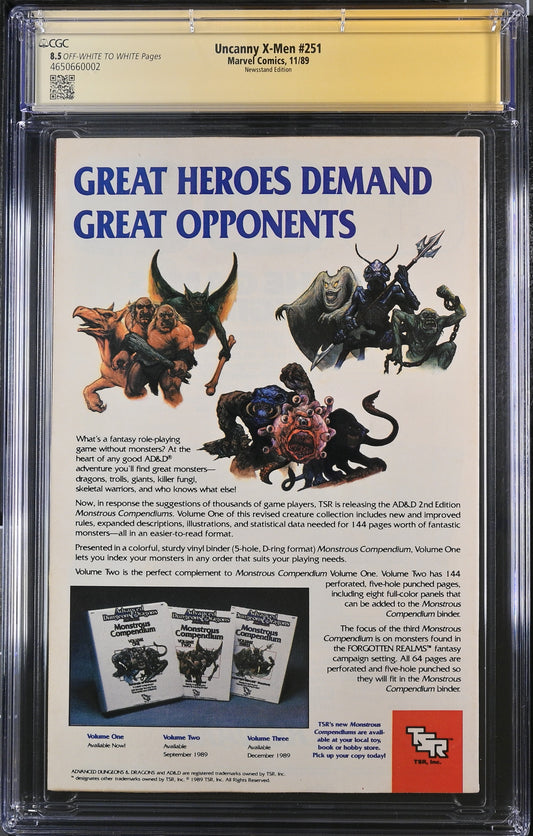 CGC
8.5 OFF-WHITE TO WHITE Pages
4650660002
Uncanny X-Men #251
Marvel Comics, 11/89
Newsstand Edition
GREAT HEROES DEMAND
GREAT OPPONENTS
What's a fantasy role-playing
game without monsters? At the
heart of any good AD&D®
adventure you'll find great monsters—
dragons, trolls, giants, killer fungi,
skeletal warriors, and who knows what else!
Now, in response the suggestions of thousands of game players, TSR is releasing the AD&D 2nd Edition
Monstrous Compendiums. Volume One of this revised creature collection includes new and improved
rules, expanded descriptions, illustrations, and statistical data needed for 144 pages worth of fantastic
monsters—all in an easier-to-read format.
Presented in a colorful, sturdy vinyl binder (5-hole, D-ring format) Monstrous Compendium, Volume One
lets you index your monsters in any order that suits your playing needs.
Volume Two is the perfect complement to Monstrous Compendium Volume One. Volume Two has 144
perforated, five-hole punched pages,
including eight full-color panels that
can be added to the Monstrous
Compendium binder.
The focus of the third Monstrous
Compendium is on monsters found in
the FORGOTTEN REALMS™ fantasy
campaign setting. All 64 pages are
perforated and five-hole punched so
they will fit in the Monstrous
Compendium binder.
Advanced Dungeons & Dragons
Monstrous Compendium
VOLUME ONE
Advanced Dungeons & Dragons
Monstrous Compendium
VOLUME TWO
Advanced Dungeons & Dragons
Monstrous Compendium
Volume One
Available Now!
Volume Two
Available
September 1989
Volume Three
Available
December 1989
TSR's new Monstrous
Compendiums are avail-
able at your local toy,
book or hobby store.
Pick up your copy today!
TSR
TSR, Inc.
ADVANCED DUNGEONS & DRAGONS and AD&D are registered trademarks owned by TSR, Inc.
™ designates other trademarks owned by TSR, Inc. ® 1989 TSR, Inc. All Rights Reserved.